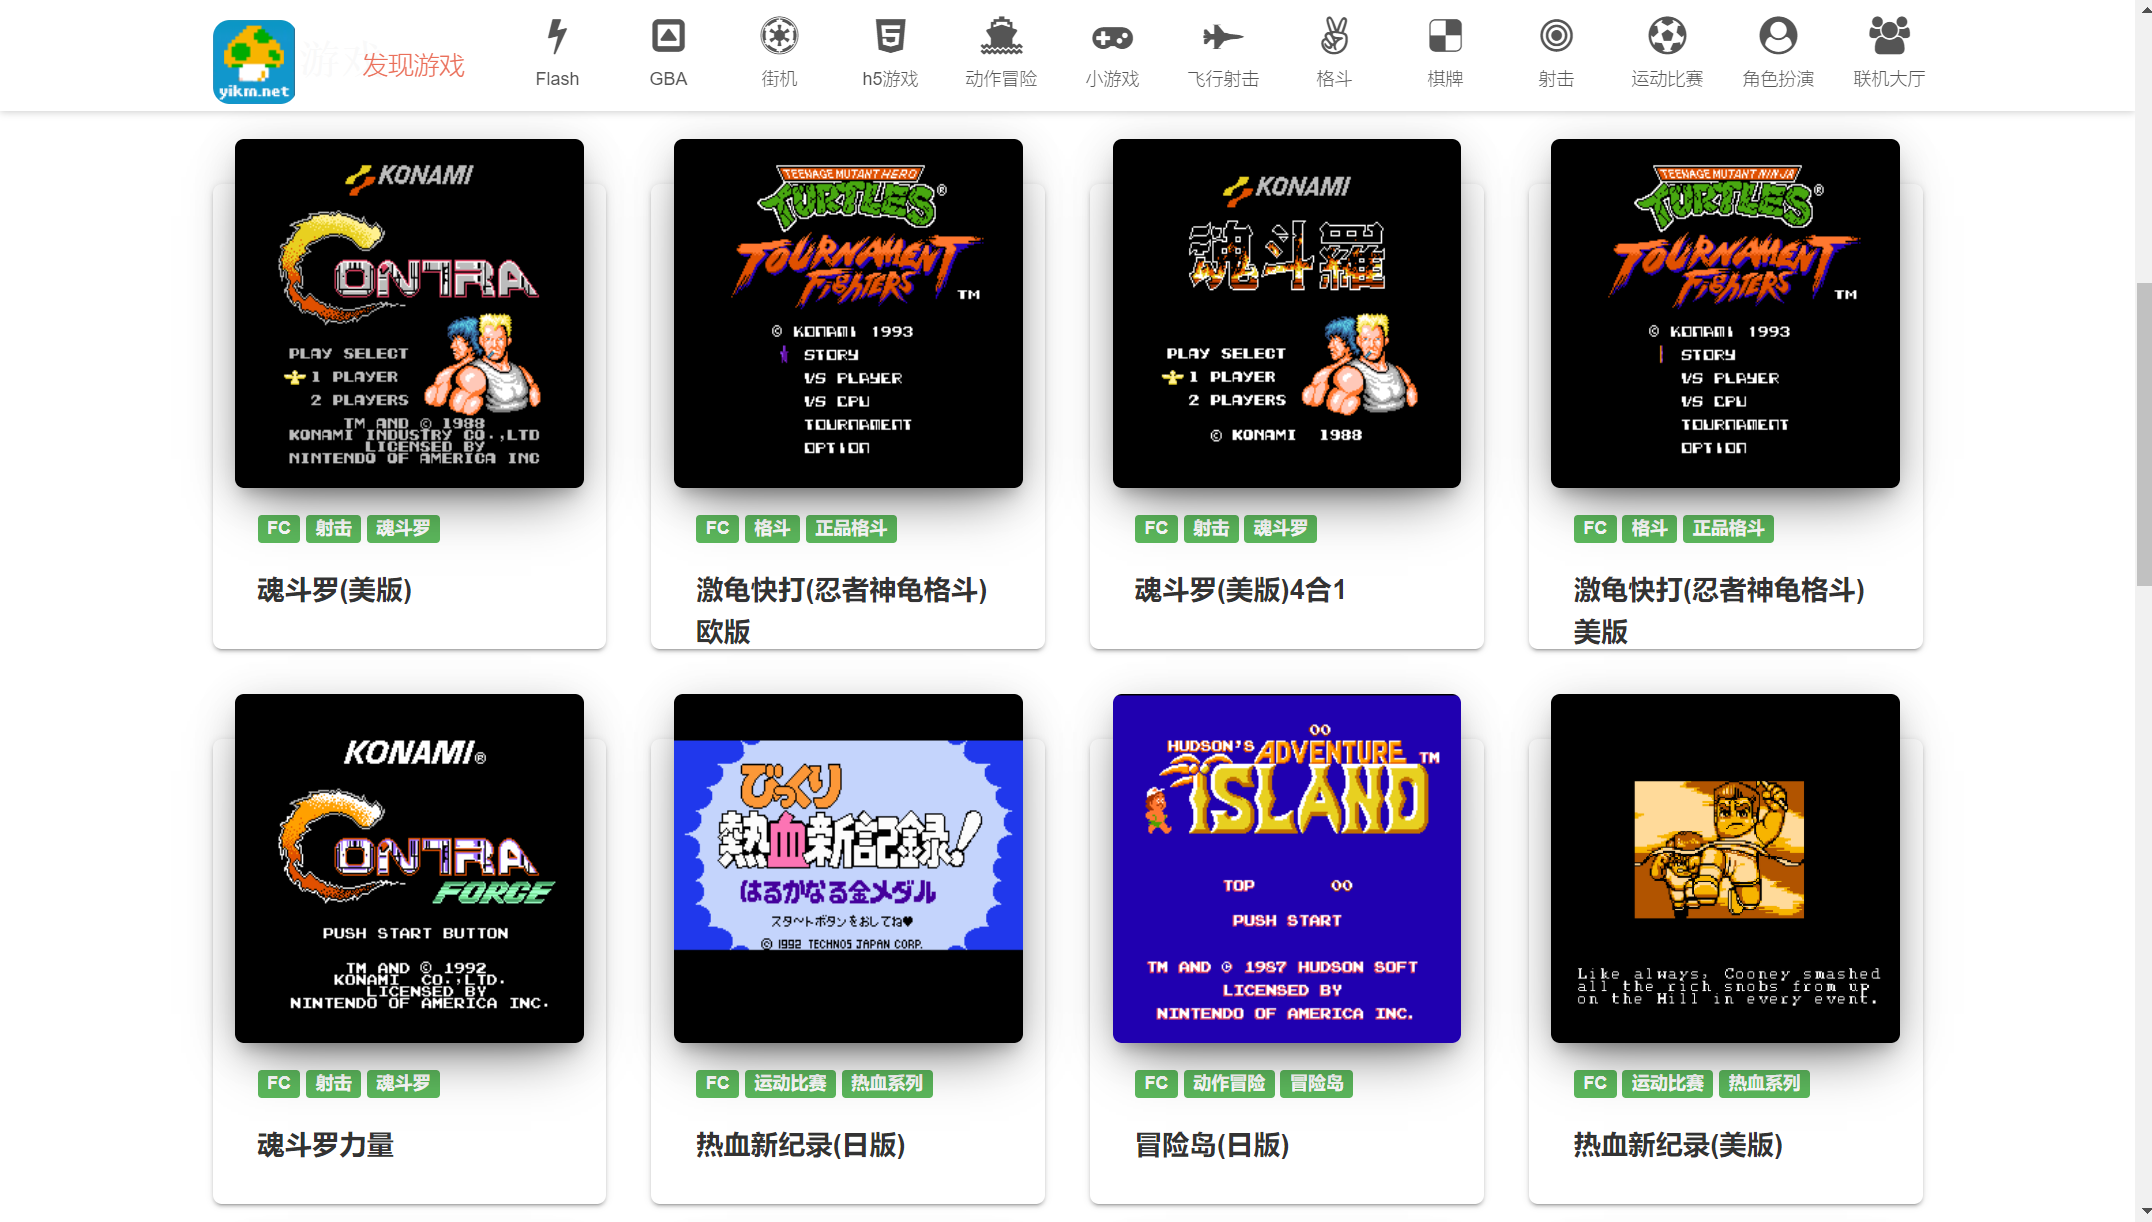 yikm.net
游戏
发现游戏
Flash
GBA
街机
h5游戏
动作冒险
小游戏
飞行射击
格斗
棋牌
射击
运动比赛
角色扮演
联机大厅
KONAMI
CONTRA
PLAY SELECT
1 PLAYER
2 PLAYERS
TM AND © 1988
KONAMI INDUSTRY CO.,LTD
LICENSED BY
NINTENDO OF AMERICA INC
FC 射击 魂斗罗
魂斗罗(美版)
TEENAGE MUTANT HERO
TURTLES®
TOURNAMENT
FIGHTERS TM
© KONAMI 1993
STORY
VS PLAYER
VS CPU
TOURNAMENT
OPTION
FC 格斗 正品格斗
激龟快打(忍者神龟格斗)
欧版
KONAMI
魂斗羅
PLAY SELECT
1 PLAYER
2 PLAYERS
© KONAMI 1988
FC 射击 魂斗罗
魂斗罗(美版)4合1
TEENAGE MUTANT NINJA
TURTLES®
TOURNAMENT
FIGHTERS TM
© KONAMI 1993
STORY
VS PLAYER
VS CPU
TOURNAMENT
OPTION
FC 格斗 正品格斗
激龟快打(忍者神龟格斗)
美版
KONAMI®
CONTRA
FORCE
PUSH START BUTTON
TM AND © 1992
KONAMI CO.,LTD.
LICENSED BY
NINTENDO OF AMERICA INC.
FC 射击 魂斗罗
魂斗罗力量
びっくり
熱血新記録!
はるかなる金メダル
スタートボタンをおしてね♥
© 1992 TECHNOS JAPAN CORP.
FC 运动比赛 热血系列
热血新纪录(日版)
00
HUDSON'S ADVENTURE TM
ISLAND
TOP 00
PUSH START
TM AND © 1987 HUDSON SOFT
LICENSED BY
NINTENDO OF AMERICA INC.
FC 动作冒险 冒险岛
冒险岛(日版)
Like always, Cooney smashed
all the rich snobs from up
on the Hill in every event.
FC 运动比赛 热血系列
热血新纪录(美版)